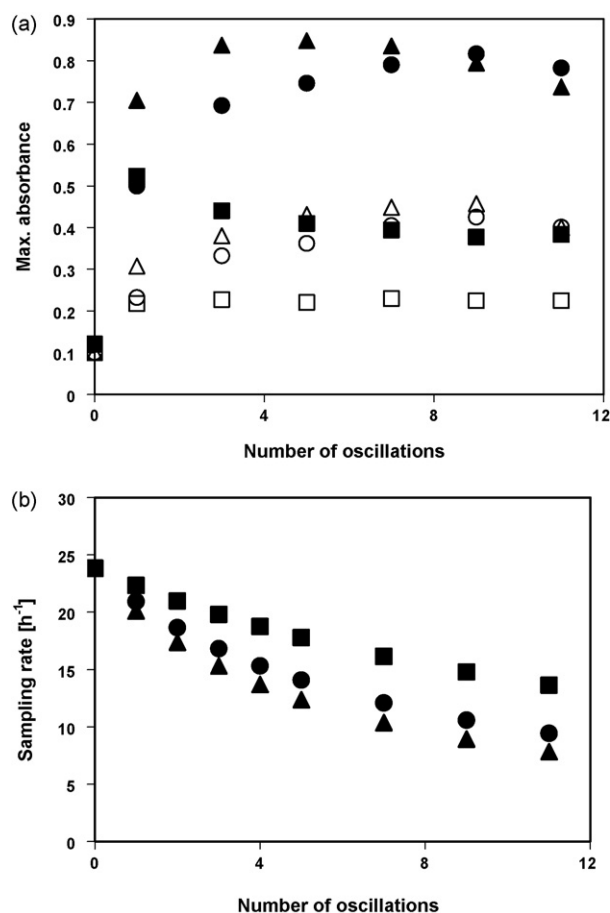 (a)
0.9
0.8
0.7
0.6
0.5
0.4
0.3
0.2
0.1
0
Max. absorbance
0 4 8 12
Number of oscillations
(b)
30
25
20
15
10
5
0
Sampling rate [h-1]
0 4 8 12
Number of oscillations